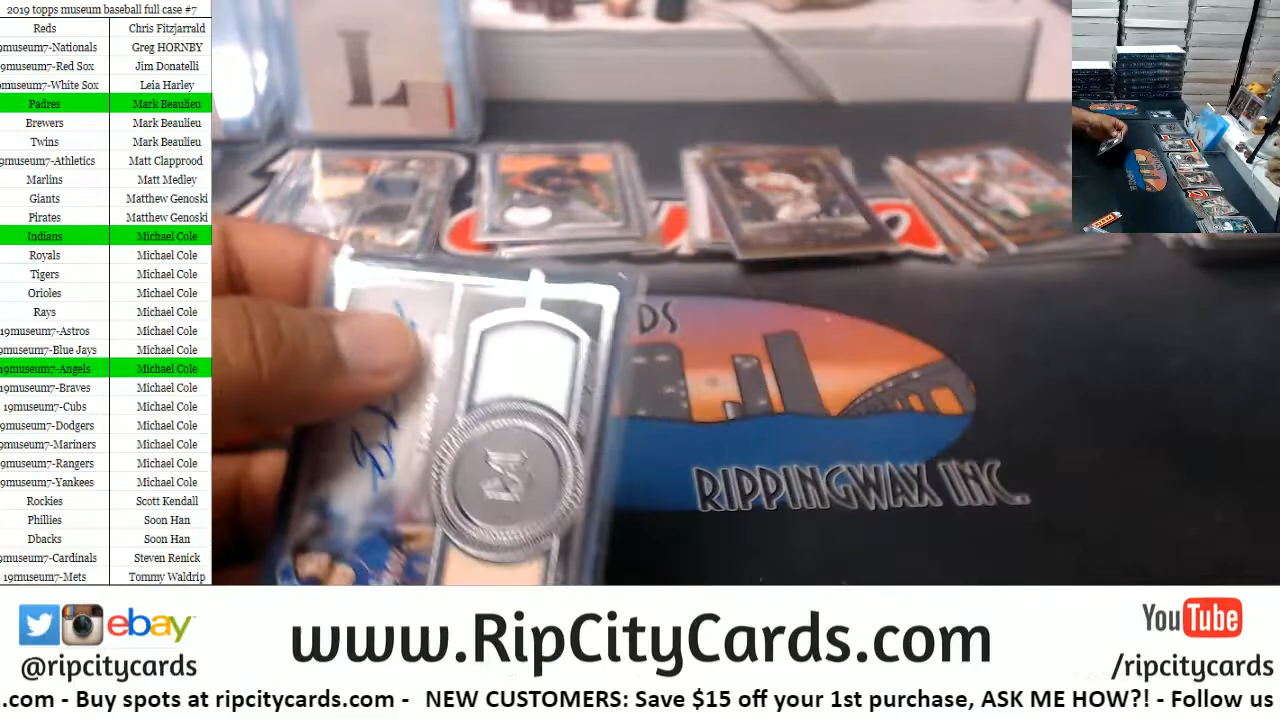 2019 topps museum baseball full case #7
Reds Chris Fitzjarrald
9museum7-Nationals Greg HORNBY
9museum7-Red Sox Jim Donatelli
museum7-White Sox Leia Harley
Padres Mark Beaulieu
Brewers Mark Beaulieu
Twins Mark Beaulieu
9museum7-Athletics Matt Clapprood
Marlins Matt Medley
Giants Matthew Genoski
Pirates Matthew Genoski
Indians Michael Cole
Royals Michael Cole
Tigers Michael Cole
Orioles Michael Cole
Rays Michael Cole
19museum7-Astros Michael Cole
9museum7-Blue Jays Michael Cole
19museum7-Angels Michael Cole
19museum7-Braves Michael Cole
19museum7-Cubs Michael Cole
9museum7-Dodgers Michael Cole
9museum7-Mariners Michael Cole
9museum7-Rangers Michael Cole
9museum7-Yankees Michael Cole
Rockies Scott Kendall
Phillies Soon Han
Dbacks Soon Han
9museum7-Cardinals Steven Renick
19museum7-Mets Tommy Waldrip
L
DS
RIPPINGWAX INC.
ebay
@ripcitycards
www.RipCityCards.com
YouTube
/ripcitycards
.com - Buy spots at ripcitycards.com - NEW CUSTOMERS: Save $15 off your 1st purchase, ASK ME HOW?! - Follow us